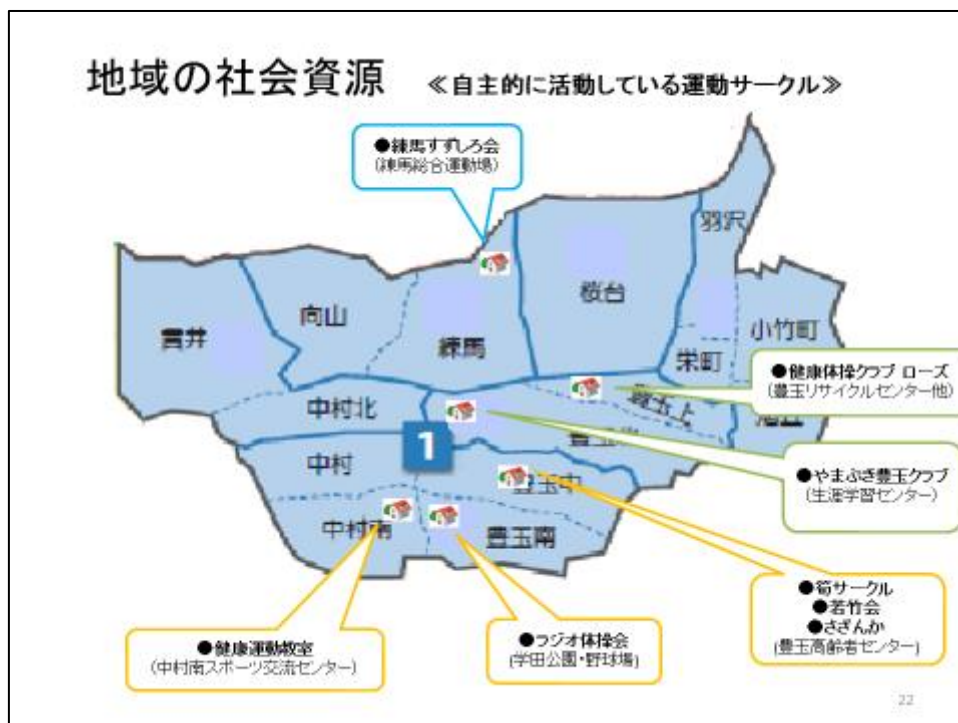 地域の社会資源 ≪自主的に活動している運動サークル≫
●練馬すずしろ会
(練馬総合運動場)
羽沢
桜台
向山
貫井
練馬
小竹町
栄町
●健康体操クラブ ローズ
(豊玉リサイクルセンター他)
豊玉上
中村北
1
中村
●やまぶき豊玉クラブ
(生涯学習センター)
豊玉中
中村南
豊玉南
●筍サークル
●若竹会
●さざんか
(豊玉高齢者センター)
●健康運動教室
(中村南スポーツ交流センター)
●ラジオ体操会
(学田公園・野球場)
22